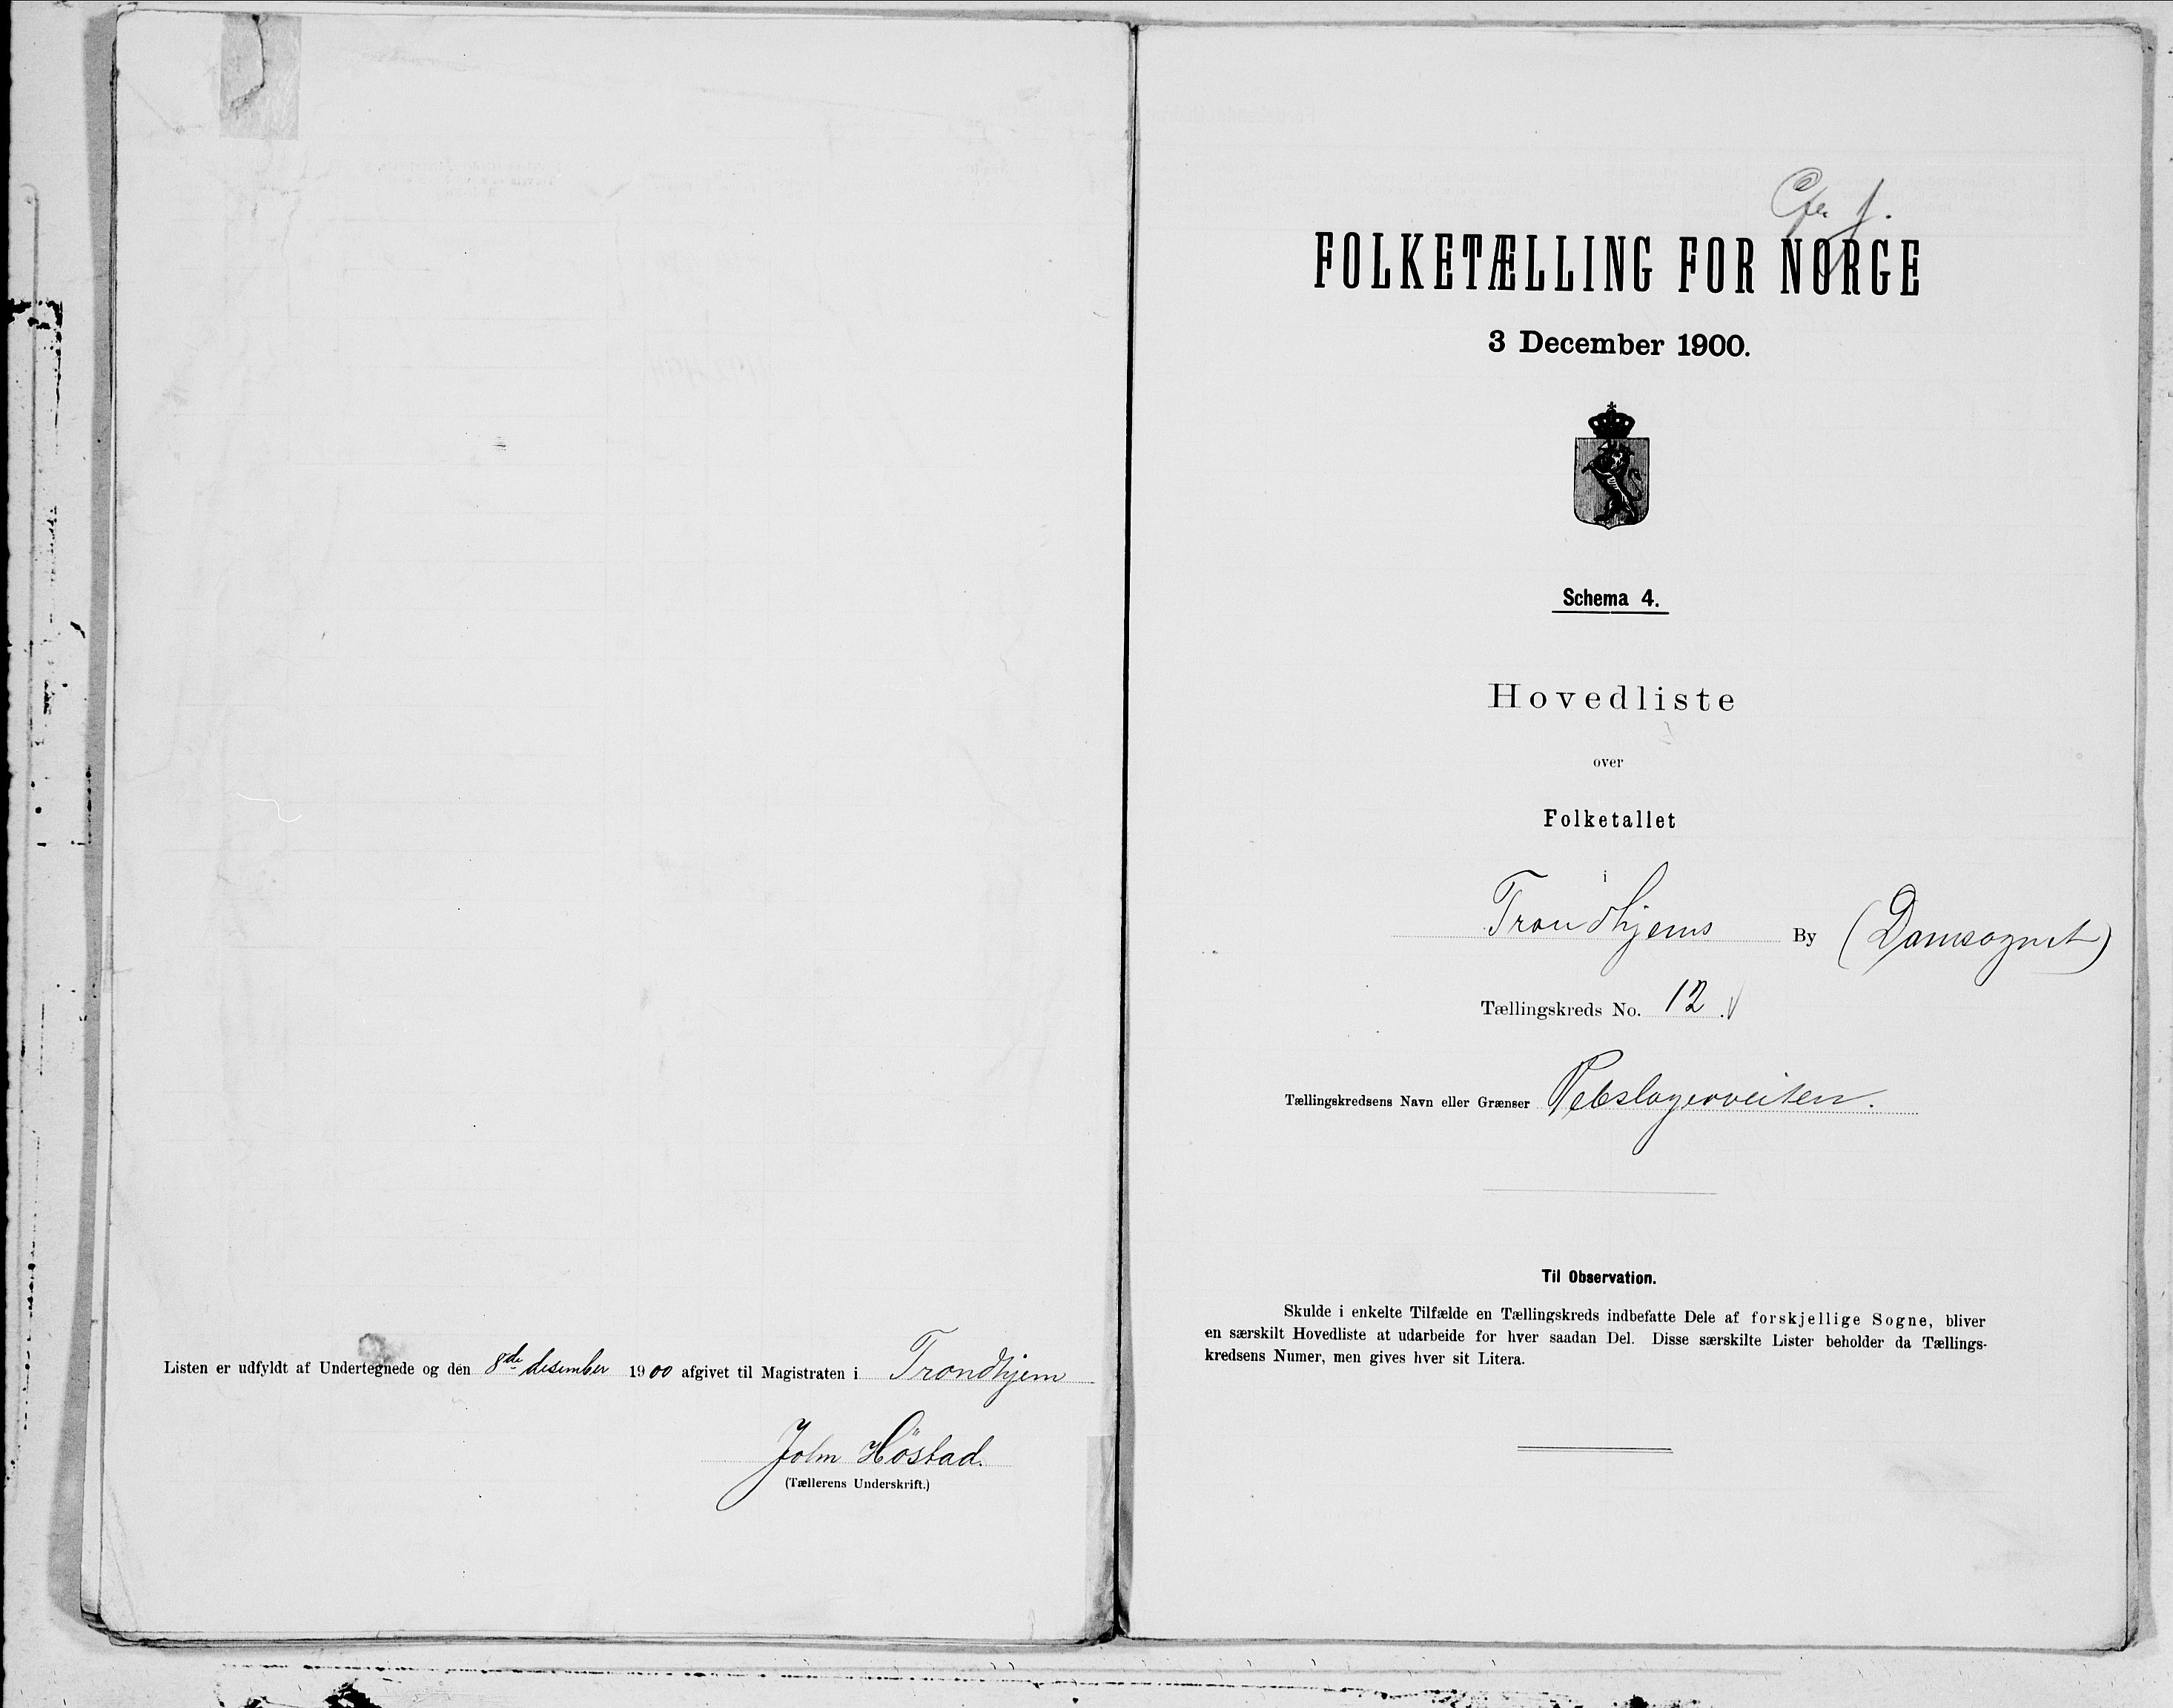 Listen er udfyldt af Undertegnede og den 8de desember 1900 afgivet til Magistraten i Trondhjem
John Höstad.
(Tællerens Underskrift.)
FOLKETÆLLING FOR NORGE
3 December 1900.
Schema 4.
Hovedliste
over
Folketallet
i
Trondhjems By (Domsognet)
Tællingskreds No. 12.
Tællingskredsens Navn eller Grænser Rebslagerveiten.
Til Observation.
Skulde i enkelte Tilfælde en Tællingskreds indbefatte Dele af forskjellige Sogne, bliver
en særskilt Hovedliste at udarbeide for hver saadan Del. Disse særskilte Lister beholder da Tællings-
kredsens Numer, men gives hver sit Litera.